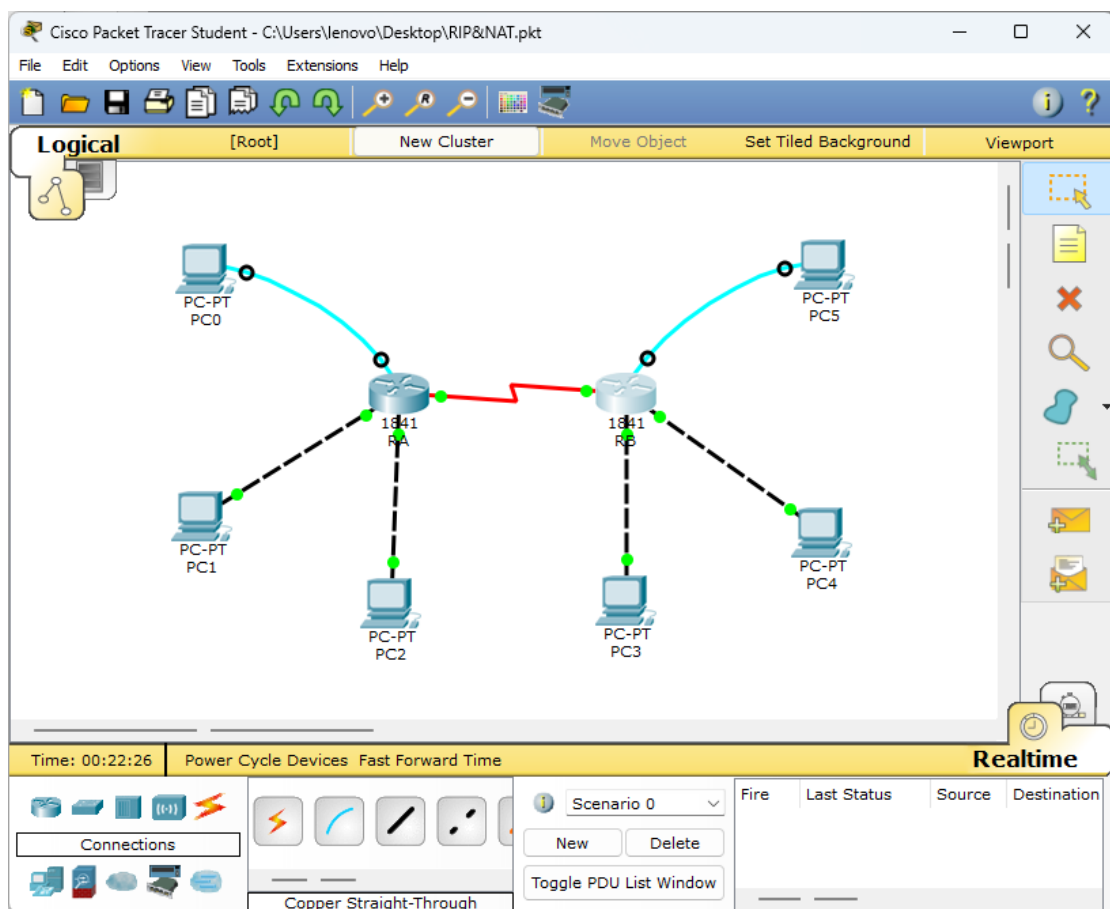 Cisco Packet Tracer Student - C:\Users\lenovo\Desktop\RIP&NAT.pkt
File Edit Options View Tools Extensions Help
Logical [Root] New Cluster Move Object Set Tiled Background Viewport
PC-PT
PC0
PC-PT
PC5
1841
RA
1841
RB
PC-PT
PC1
PC-PT
PC4
PC-PT
PC2
PC-PT
PC3
Time: 00:22:26 Power Cycle Devices Fast Forward Time Realtime
Connections
Copper Straight-Through
Scenario 0
New Delete
Toggle PDU List Window
Fire Last Status Source Destination